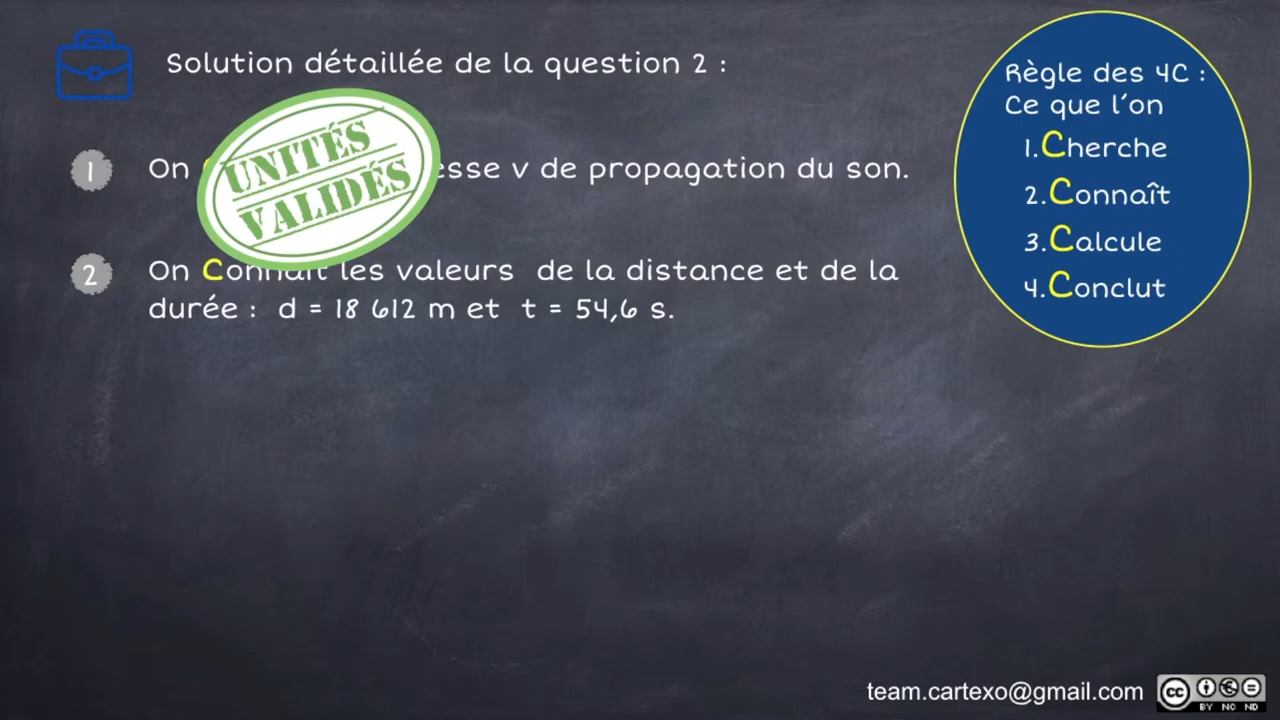 Solution détaillée de la question 2 :
1 On esse v de propagation du son.
UNITÉS
VALIDÉS
2 On Connaît les valeurs de la distance et de la
durée : d = 18 612 m et t = 54,6 s.
Règle des 4C :
Ce que l'on
1.Cherche
2.Connaît
3.Calcule
4.Conclut
team.cartexo@gmail.com
cc
BY NC ND